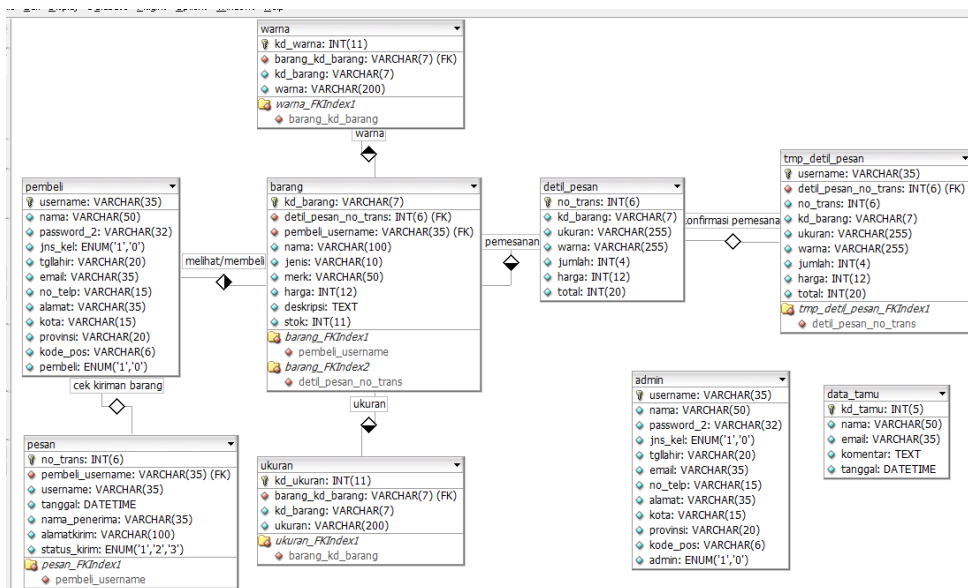 warna
kd_warna: INT(11)
barang_kd_barang: VARCHAR(7) (FK)
kd_barang: VARCHAR(7)
warna: VARCHAR(200)
warna_FKIndex1
barang_kd_barang
warna
pembeli
username: VARCHAR(35)
nama: VARCHAR(50)
password_2: VARCHAR(32)
jns_kel: ENUM('1','0')
tgllahir: VARCHAR(20)
email: VARCHAR(35)
no_telp: VARCHAR(15)
alamat: VARCHAR(35)
kota: VARCHAR(15)
provinsi: VARCHAR(20)
kode_pos: VARCHAR(6)
pembeli: ENUM('1','0')
melihat/membeli
barang
kd_barang: VARCHAR(7)
detil_pesan_no_trans: INT(6) (FK)
pembeli_username: VARCHAR(35) (FK)
nama: VARCHAR(100)
jenis: VARCHAR(10)
merk: VARCHAR(50)
harga: INT(12)
deskripsi: TEXT
stok: INT(11)
barang_FKIndex1
pembeli_username
barang_FKIndex2
detil_pesan_no_trans
pemesanan
detil_pesan
no_trans: INT(6)
kd_barang: VARCHAR(7)
ukuran: VARCHAR(255)
warna: VARCHAR(255)
jumlah: INT(4)
harga: INT(12)
total: INT(20)
onfirmasi pemesana
tmp_detil_pesan
username: VARCHAR(35)
detil_pesan_no_trans: INT(6) (FK)
no_trans: INT(6)
kd_barang: VARCHAR(7)
ukuran: VARCHAR(255)
warna: VARCHAR(255)
jumlah: INT(4)
harga: INT(12)
total: INT(20)
tmp_detil_pesan_FKIndex1
detil_pesan_no_trans
cek kiriman barang
pesan
no_trans: INT(6)
pembeli_username: VARCHAR(35) (FK)
username: VARCHAR(35)
tanggal: DATETIME
nama_penerima: VARCHAR(35)
alamatkirim: VARCHAR(100)
status_kirim: ENUM('1','2','3')
pesan_FKIndex1
pembeli_username
ukuran
ukuran
kd_ukuran: INT(11)
barang_kd_barang: VARCHAR(7) (FK)
kd_barang: VARCHAR(7)
ukuran: VARCHAR(200)
ukuran_FKIndex1
barang_kd_barang
admin
username: VARCHAR(35)
nama: VARCHAR(50)
password_2: VARCHAR(32)
jns_kel: ENUM('1','0')
tgllahir: VARCHAR(20)
email: VARCHAR(35)
no_telp: VARCHAR(15)
alamat: VARCHAR(35)
kota: VARCHAR(15)
provinsi: VARCHAR(20)
kode_pos: VARCHAR(6)
admin: ENUM('1','0')
data_tamu
kd_tamu: INT(5)
nama: VARCHAR(50)
email: VARCHAR(35)
komentar: TEXT
tanggal: DATETIME